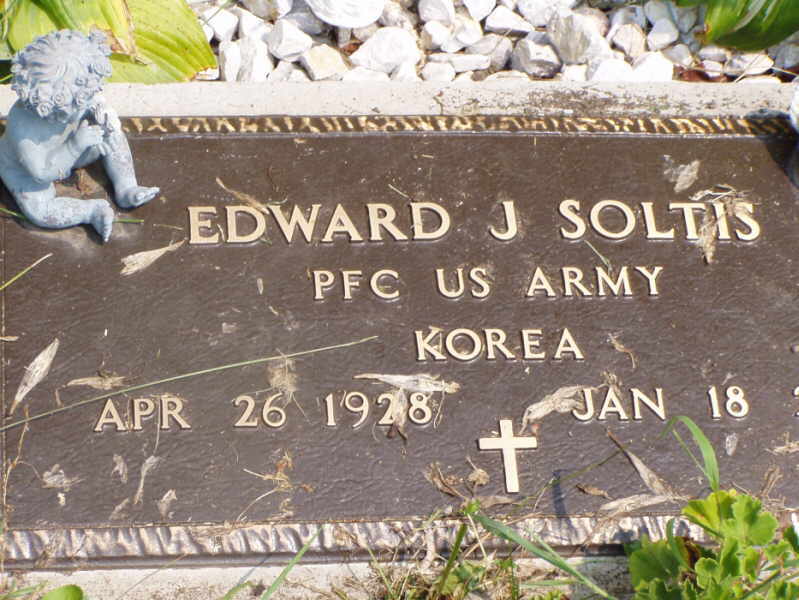 EDWARD J SOLTIS
PFC US ARMY
KOREA
APR 26 1928 JAN 18